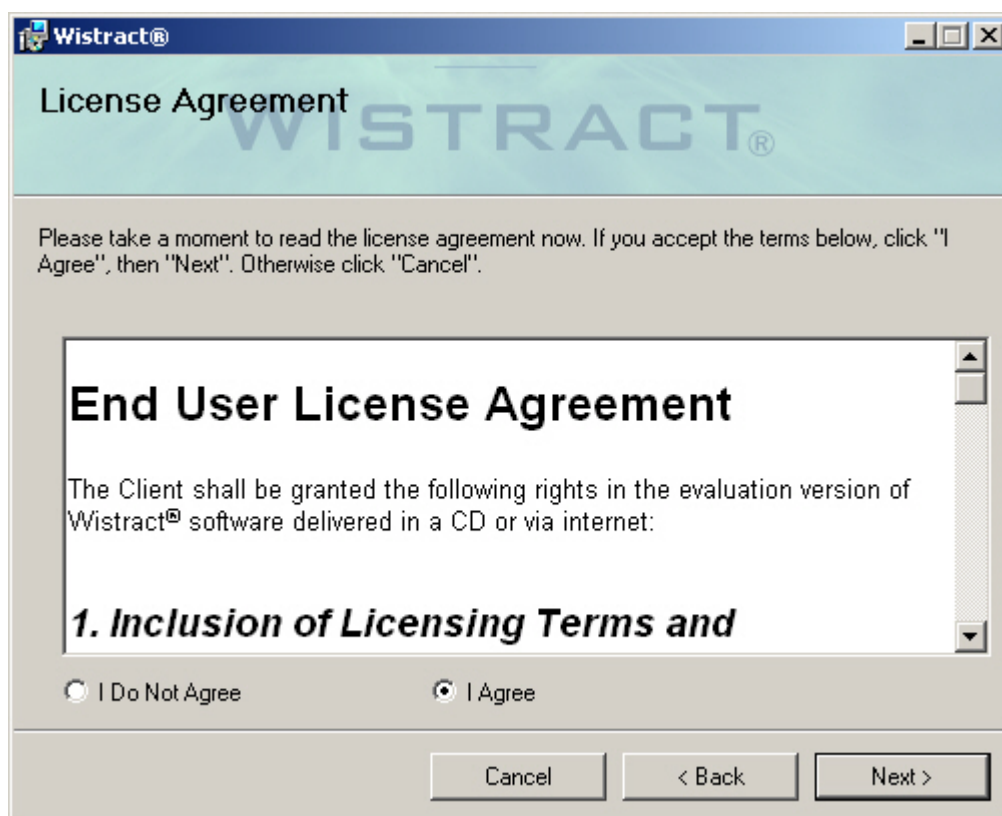 Wistract®
License Agreement
WISTRACT®
Please take a moment to read the license agreement now. If you accept the terms below, click "I
Agree", then "Next". Otherwise click "Cancel".
End User License Agreement
The Client shall be granted the following rights in the evaluation version of
Wistract® software delivered in a CD or via internet:
1. Inclusion of Licensing Terms and
I Do Not Agree
I Agree
Cancel
< Back
Next >